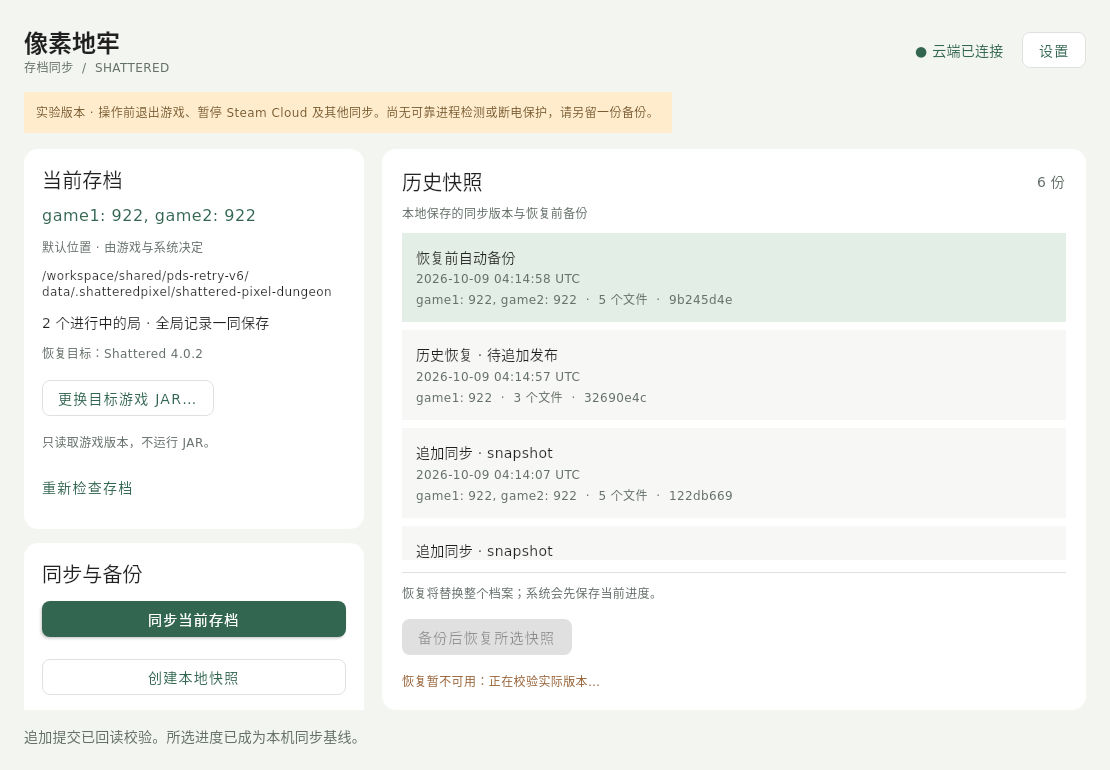 像素地牢
存档同步 / SHATTERED
云端已连接
设置
实验版本 · 操作前退出游戏、暂停 Steam Cloud 及其他同步。尚无可靠进程检测或断电保护，请另留一份备份。
当前存档
game1: 922, game2: 922
默认位置 · 由游戏与系统决定
/workspace/shared/pds-retry-v6/
data/.shatteredpixel/shattered-pixel-dungeon
2 个进行中的局 · 全局记录一同保存
恢复目标：Shattered 4.0.2
更换目标游戏 JAR…
只读取游戏版本，不运行 JAR。
重新检查存档
同步与备份
同步当前存档
创建本地快照
历史快照
6 份
本地保存的同步版本与恢复前备份
恢复前自动备份
2026-10-09 04:14:58 UTC
game1: 922, game2: 922 · 5 个文件 · 9b245d4e
历史恢复 · 待追加发布
2026-10-09 04:14:57 UTC
game1: 922 · 3 个文件 · 32690e4c
追加同步 · snapshot
2026-10-09 04:14:07 UTC
game1: 922, game2: 922 · 5 个文件 · 122db669
追加同步 · snapshot
恢复将替换整个档案；系统会先保存当前进度。
备份后恢复所选快照
恢复暂不可用：正在校验实际版本…
追加提交已回读校验。所选进度已成为本机同步基线。